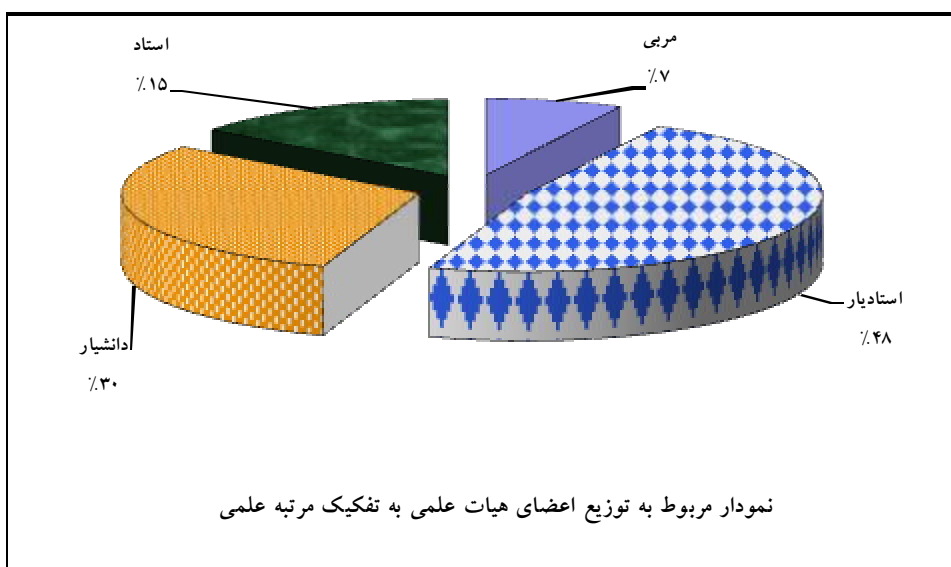 مربی
٪۷
استاد
٪۱۵
استادیار
٪۴۸
دانشیار
٪۳۰
نمودار مربوط به توزیع اعضای هیات علمی به تفکیک مرتبه علمی